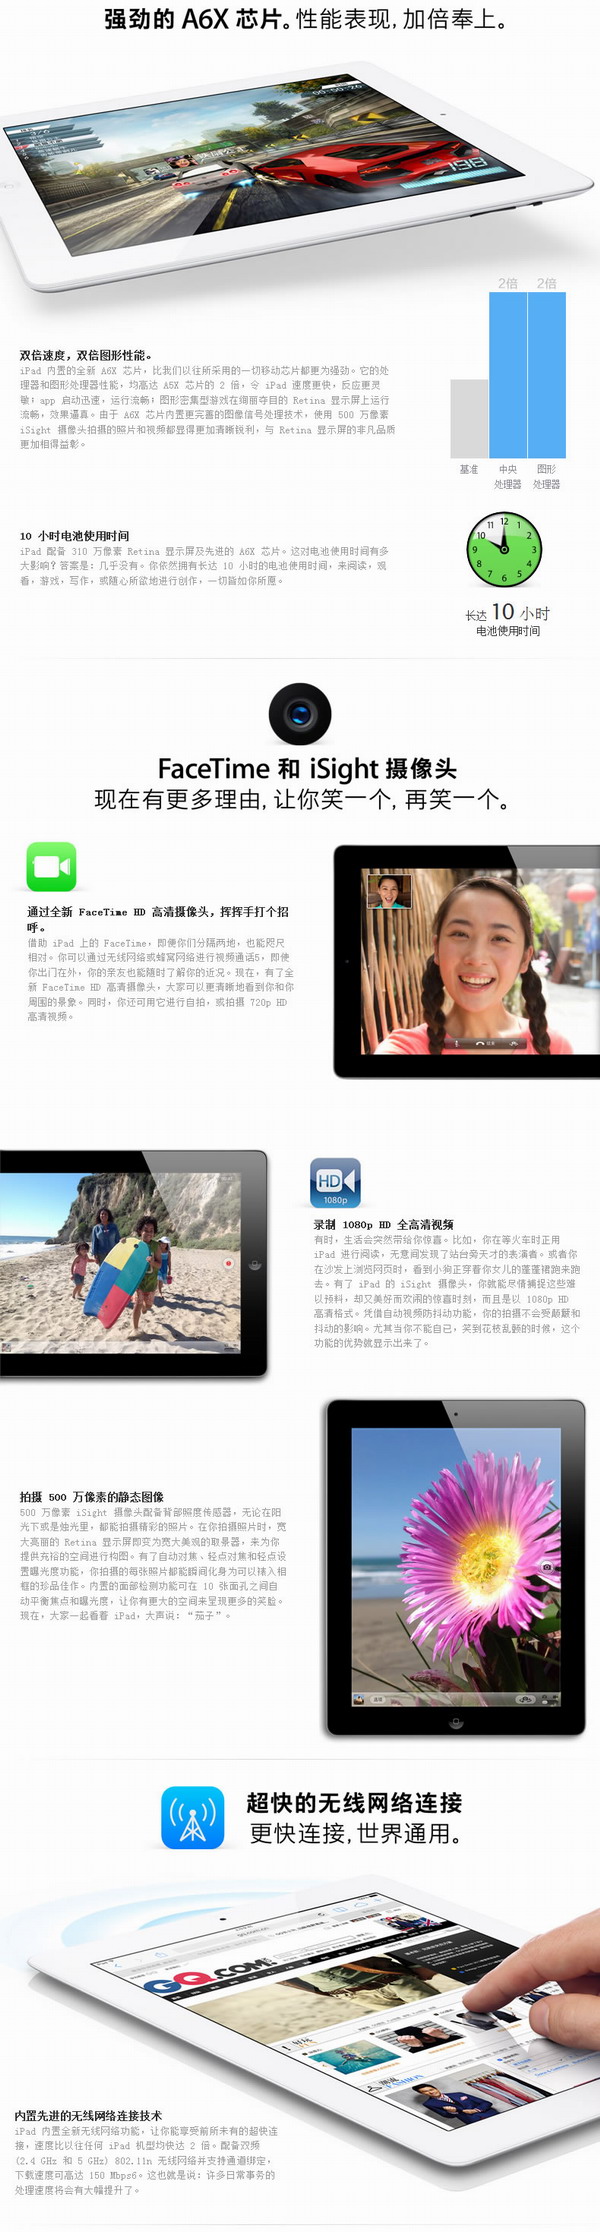 强劲的 A6X 芯片。性能表现,加倍奉上。
198
2倍 2倍
双倍速度，双倍图形性能。
iPad 内置的全新 A6X 芯片，比我们以往所采用的一切移动芯片都更为强劲。它的处
理器和图形处理器性能，均高达 A5X 芯片的 2 倍，令 iPad 速度更快，反应更灵
敏；app 启动迅速，运行流畅；图形密集型游戏在绚丽夺目的 Retina 显示屏上运行
流畅，效果逼真。由于 A6X 芯片内置更完善的图像信号处理技术，使用 500 万像素
iSight 摄像头拍摄的照片和视频都显得更加清晰锐利，与 Retina 显示屏的非凡品质
更加相得益彰。
基准 中央 图形
处理器 处理器
10 小时电池使用时间
iPad 配备 310 万像素 Retina 显示屏及先进的 A6X 芯片。这对电池使用时间有多
大影响？答案是：几乎没有。你依然拥有长达 10 小时的电池使用时间，来阅读，观
看，游戏，写作，或随心所欲地进行创作，一切皆如你所愿。
12 1 2 3 4 5 6 7 8 9 10 11
长达 10 小时
电池使用时间
FaceTime 和 iSight 摄像头
现在有更多理由,让你笑一个,再笑一个。
通过全新 FaceTime HD 高清摄像头，挥挥手打个招
呼。
借助 iPad 上的 FaceTime，即便你们分隔两地，也能咫尺
相对。你可以通过无线网络或蜂窝网络进行视频通话5，即使
你出门在外，你的亲友也能随时了解你的近况。现在，有了全
新 FaceTime HD 高清摄像头，大家可以更清晰地看到你和你
周围的景象。同时，你还可用它进行自拍，或拍摄 720p HD
高清视频。
结束
HD
1080p
录制 1080p HD 全高清视频
有时，生活会突然带给你惊喜。比如，你在等火车时正用
iPad 进行阅读，无意间发现了站台旁天才的表演者。或者你
在沙发上浏览网页时，看到小狗正穿着你女儿的蓬蓬裙跑来跑
去。有了 iPad 的 iSight 摄像头，你就能尽情捕捉这些难
以预料，却又美好而欢闹的惊喜时刻，而且是以 1080p HD
高清格式。凭借自动视频防抖动功能，你的拍摄不会受颠簸和
抖动的影响。尤其当你不能自已，笑到花枝乱颤的时候，这个
功能的优势就显示出来了。
拍摄 500 万像素的静态图像
500 万像素 iSight 摄像头配备背部照度传感器，无论在阳
光下或是烛光里，都能拍摄精彩的照片。在你拍摄照片时，宽
大亮丽的 Retina 显示屏即变为宽大美观的取景器，来为你
提供充裕的空间进行构图。有了自动对焦、轻点对焦和轻点设
置曝光度功能，你拍摄的每张照片都能瞬间化身为可以裱入相
框的珍品佳作。内置的面部检测功能可在 10 张面孔之间自
动平衡焦点和曝光度，让你有更大的空间来呈现更多的笑脸。
现在，大家一起看着 iPad，大声说：“茄子”。
选项
超快的无线网络连接
更快连接,世界通用。
GQ.COM
FASHION
内置先进的无线网络连接技术
iPad 内置全新无线网络功能，让你能享受前所未有的超快连
接，速度比以往任何 iPad 机型均快达 2 倍。配备双频
(2.4 GHz 和 5 GHz) 802.11n 无线网络并支持通道绑定，
下载速度可高达 150 Mbps6。这也就是说：许多日常事务的
处理速度将会有大幅提升了。